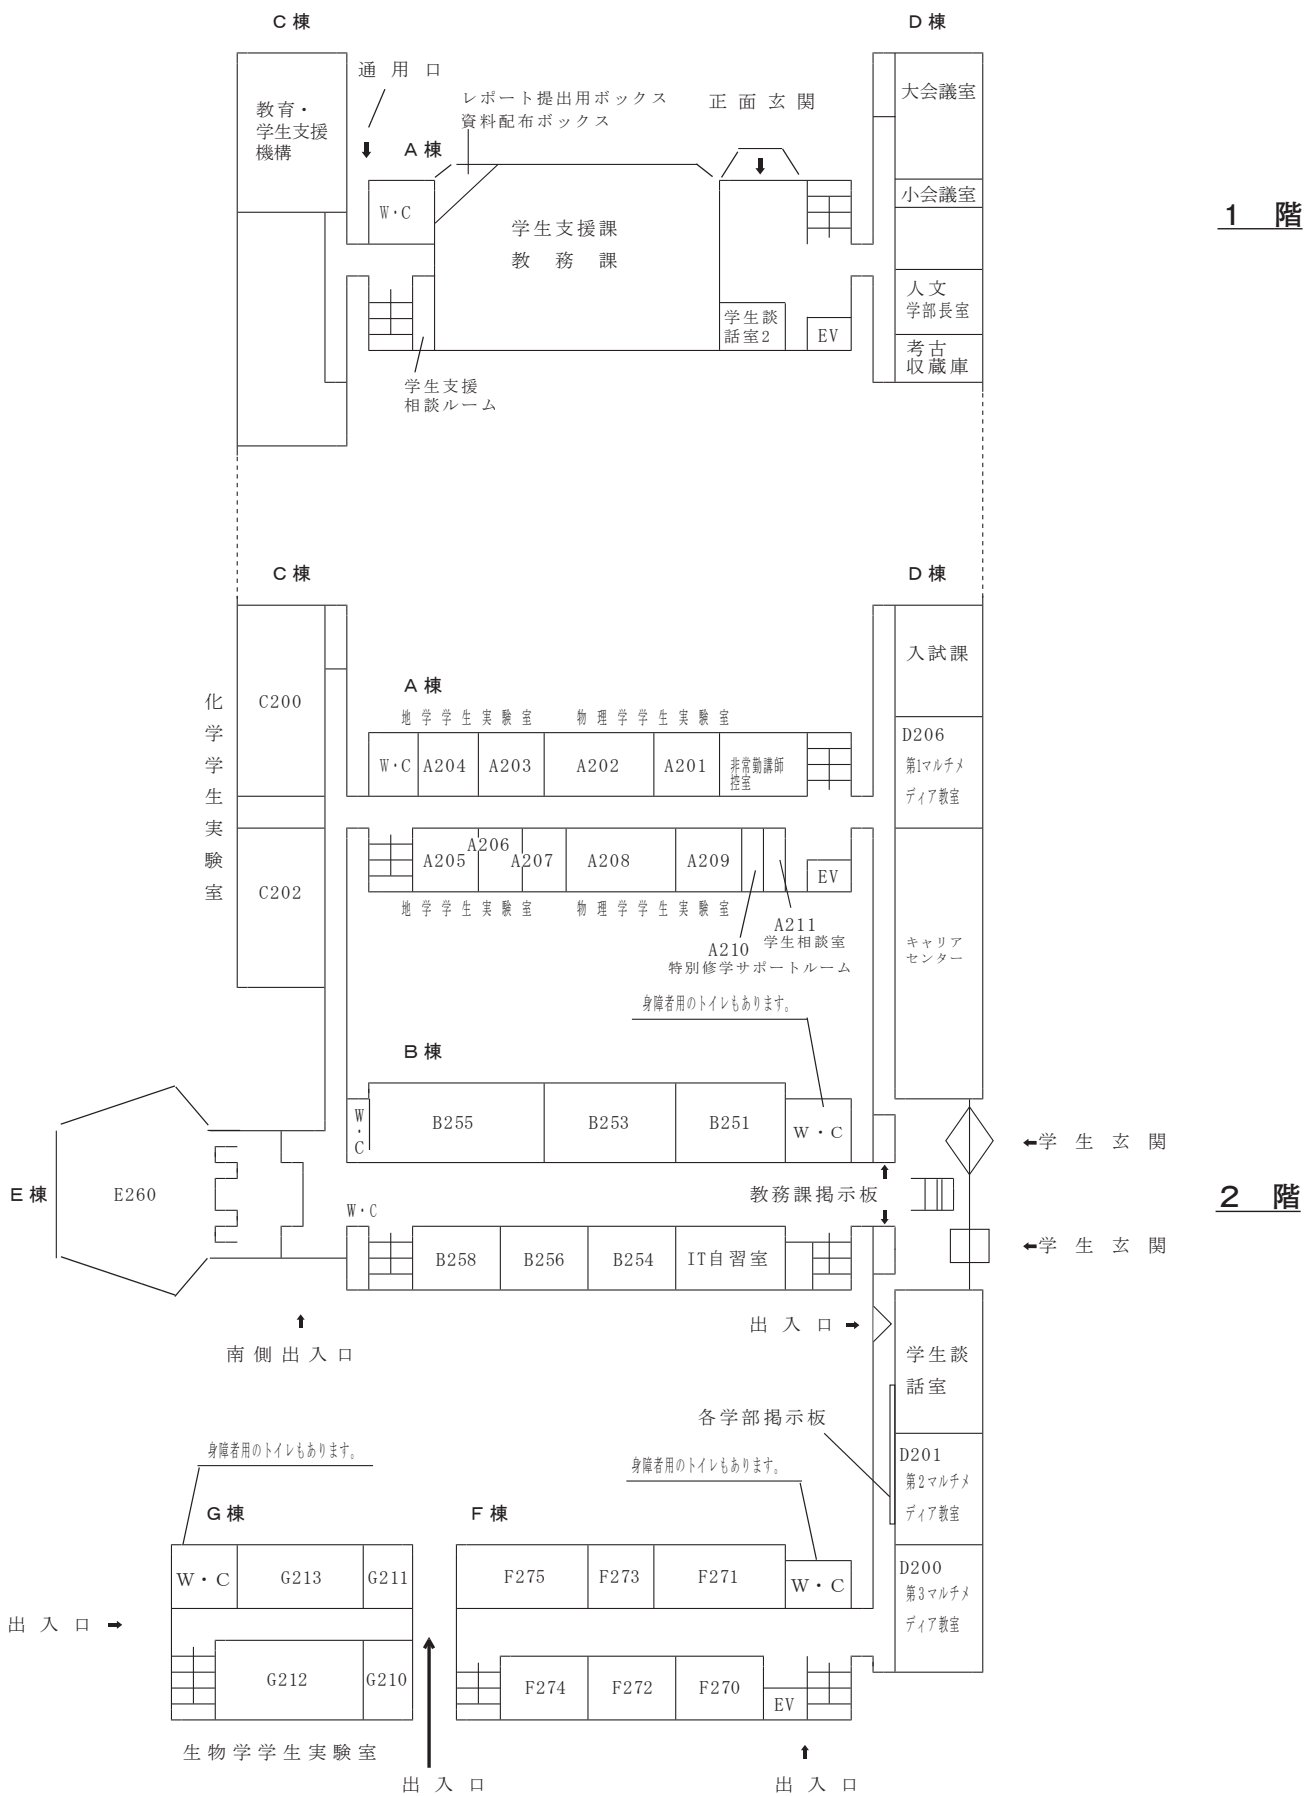 C棟
D棟
通用口
レポート提出用ボックス
資料配布ボックス
正面玄関
大会議室
教育・
学生支援
機構
A棟
小会議室
W・C
1 階
学生支援課
教務課
人文
学部長室
学生談
話室2
EV
考古
収蔵庫
学生支援
相談ルーム
C棟
D棟
入試課
A棟
化学学生実験室
C200
地学学生実験室
物理学学生実験室
D206
第1マルチメ
ディア教室
W・C
A204
A203
A202
A201
非常勤講師
控室
A205
A206
A207
A208
A209
EV
C202
地学学生実験室
物理学学生実験室
A211
学生相談室
A210
特別修学サポートルーム
キャリア
センター
身障者用のトイレもあります。
B棟
W・C
B255
B253
B251
W・C
学生玄関
E棟
E260
教務課掲示板
2 階
W・C
B258
B256
B254
IT自習室
学生玄関
出入口
南側出入口
学生談
話室
各学部掲示板
身障者用のトイレもあります。
身障者用のトイレもあります。
D201
第2マルチメ
ディア教室
G棟
F棟
W・C
G213
G211
F275
F273
F271
W・C
D200
第3マルチメ
ディア教室
出入口
G212
G210
F274
F272
F270
EV
生物学学生実験室
出入口
出入口